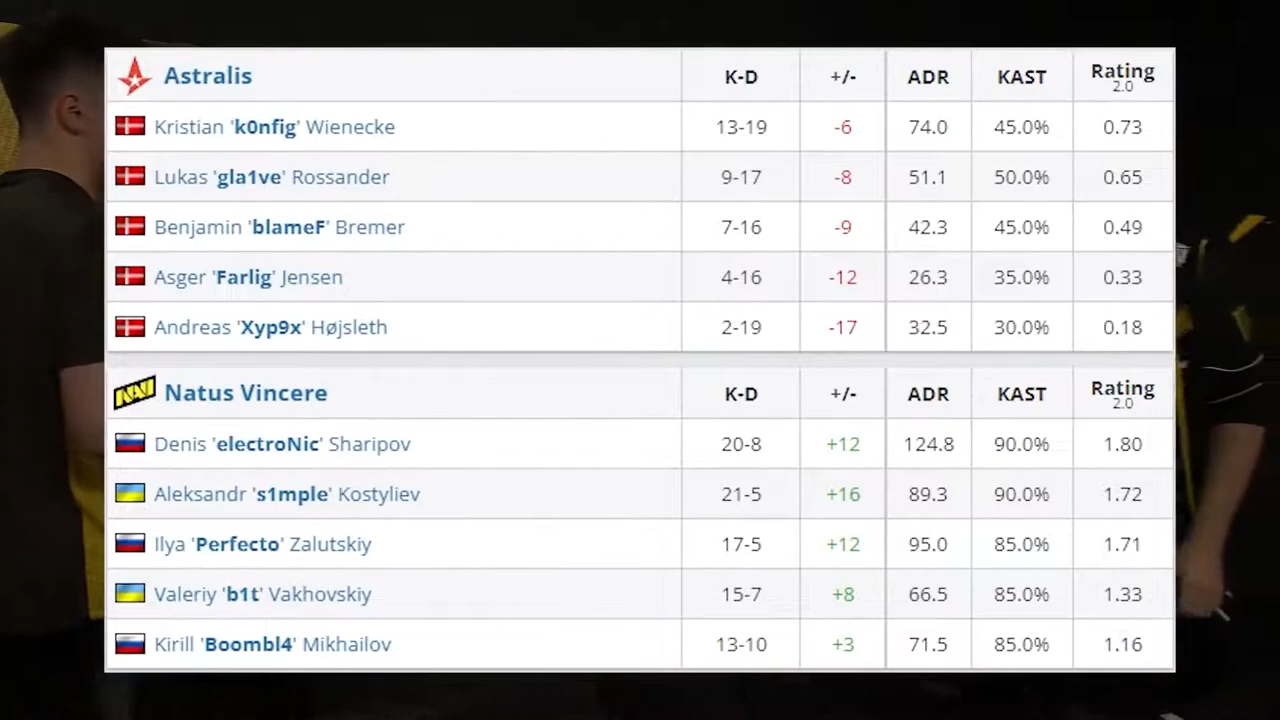 Astralis K-D +/- ADR KAST Rating 2.0
Kristian 'k0nfig' Wienecke 13-19 -6 74.0 45.0% 0.73
Lukas 'gla1ve' Rossander 9-17 -8 51.1 50.0% 0.65
Benjamin 'blameF' Bremer 7-16 -9 42.3 45.0% 0.49
Asger 'Farlig' Jensen 4-16 -12 26.3 35.0% 0.33
Andreas 'Xyp9x' Højsleth 2-19 -17 32.5 30.0% 0.18
NAVI Natus Vincere K-D +/- ADR KAST Rating 2.0
Denis 'electroNic' Sharipov 20-8 +12 124.8 90.0% 1.80
Aleksandr 's1mple' Kostyliev 21-5 +16 89.3 90.0% 1.72
Ilya 'Perfecto' Zalutskiy 17-5 +12 95.0 85.0% 1.71
Valeriy 'b1t' Vakhovskiy 15-7 +8 66.5 85.0% 1.33
Kirill 'Boombl4' Mikhailov 13-10 +3 71.5 85.0% 1.16